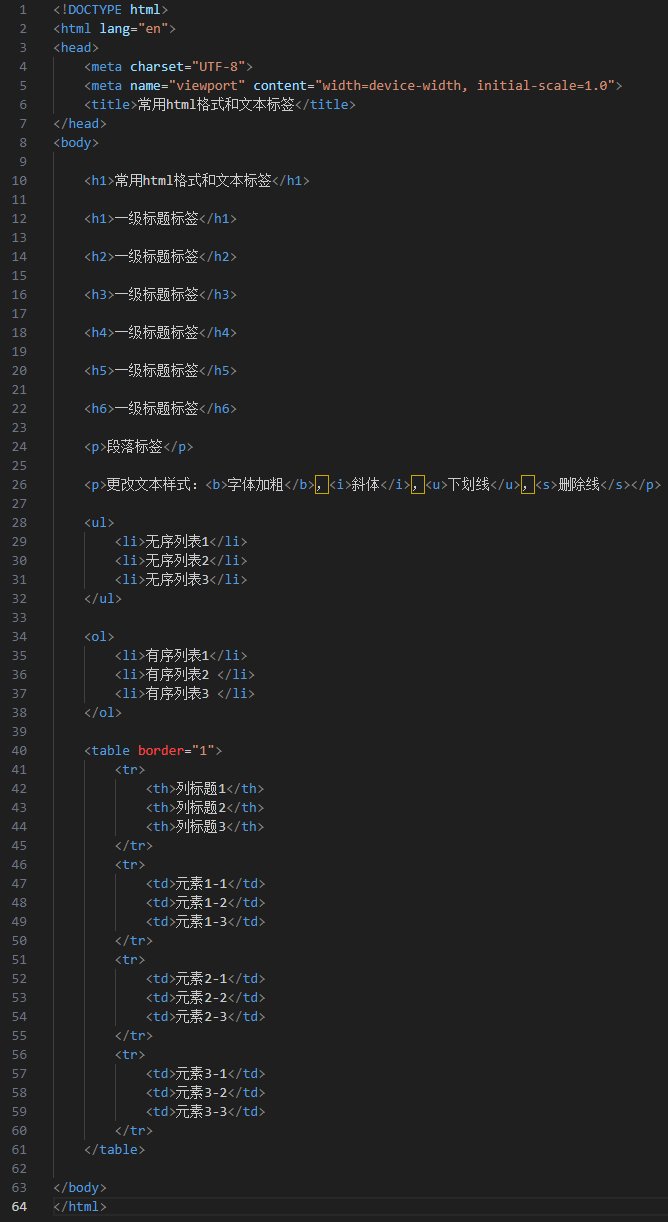 1 <!DOCTYPE html>
2 <html lang="en">
3 <head>
4     <meta charset="UTF-8">
5     <meta name="viewport" content="width=device-width, initial-scale=1.0">
6     <title>常用html格式和文本标签</title>
7 </head>
8 <body>
9
10     <h1>常用html格式和文本标签</h1>
11
12     <h1>一级标题标签</h1>
13
14     <h2>一级标题标签</h2>
15
16     <h3>一级标题标签</h3>
17
18     <h4>一级标题标签</h4>
19
20     <h5>一级标题标签</h5>
21
22     <h6>一级标题标签</h6>
23
24     <p>段落标签</p>
25
26     <p>更改文本样式：<b>字体加粗</b>，<i>斜体</i>，<u>下划线</u>，<s>删除线</s></p>
27
28     <ul>
29         <li>无序列表1</li>
30         <li>无序列表2</li>
31         <li>无序列表3</li>
32     </ul>
33
34     <ol>
35         <li>有序列表1</li>
36         <li>有序列表2 </li>
37         <li>有序列表3 </li>
38     </ol>
39
40     <table border="1">
41         <tr>
42             <th>列标题1</th>
43             <th>列标题2</th>
44             <th>列标题3</th>
45         </tr>
46         <tr>
47             <td>元素1-1</td>
48             <td>元素1-2</td>
49             <td>元素1-3</td>
50         </tr>
51         <tr>
52             <td>元素2-1</td>
53             <td>元素2-2</td>
54             <td>元素2-3</td>
55         </tr>
56         <tr>
57             <td>元素3-1</td>
58             <td>元素3-2</td>
59             <td>元素3-3</td>
60         </tr>
61     </table>
62
63 </body>
64 </html>